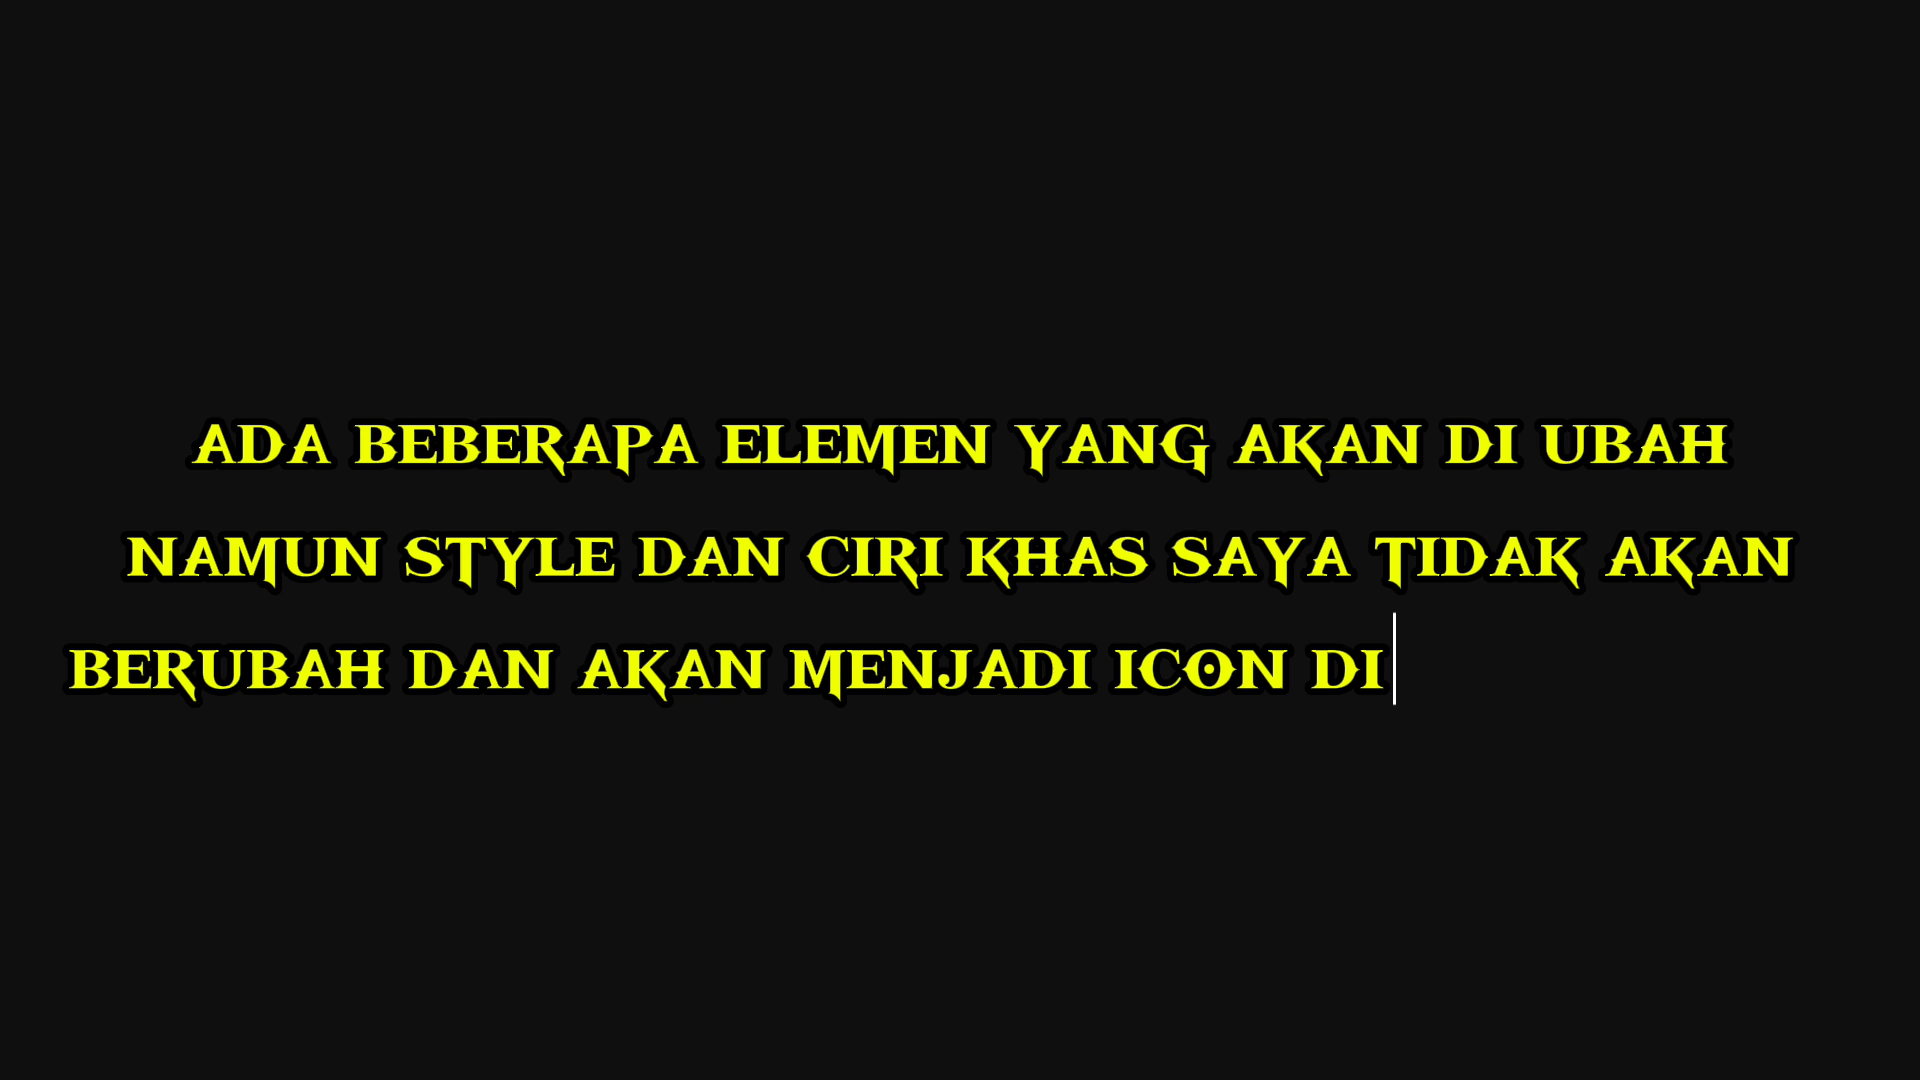 ADA BEBERAPA ELEMEN YANG AKAN DI UBAH
NAMUN STYLE DAN CIRI KHAS SAYA TIDAK AKAN
BERUBAH DAN AKAN MENJADI ICON DI